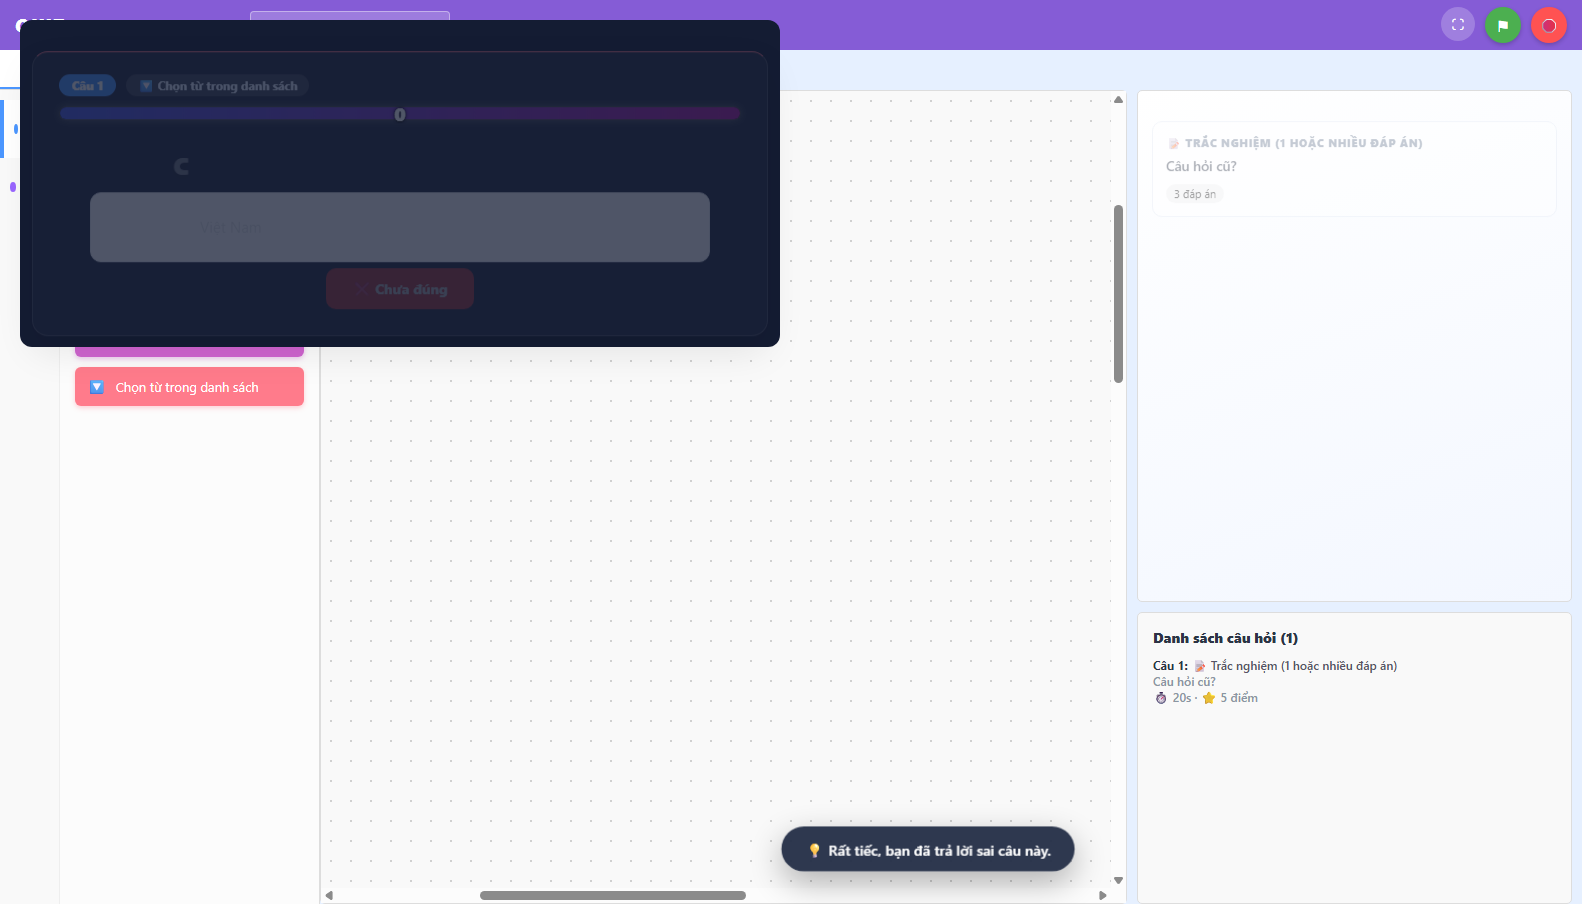 Câu 1
Chọn từ trong danh sách
0
C
Việt Nam
Chưa đúng
Chọn từ trong danh sách
TRẮC NGHIỆM (1 HOẶC NHIỀU ĐÁP ÁN)
Câu hỏi cũ?
3 đáp án
Danh sách câu hỏi (1)
Câu 1: Trắc nghiệm (1 hoặc nhiều đáp án)
Câu hỏi cũ?
20s · 5 điểm
Rất tiếc, bạn đã trả lời sai câu này.